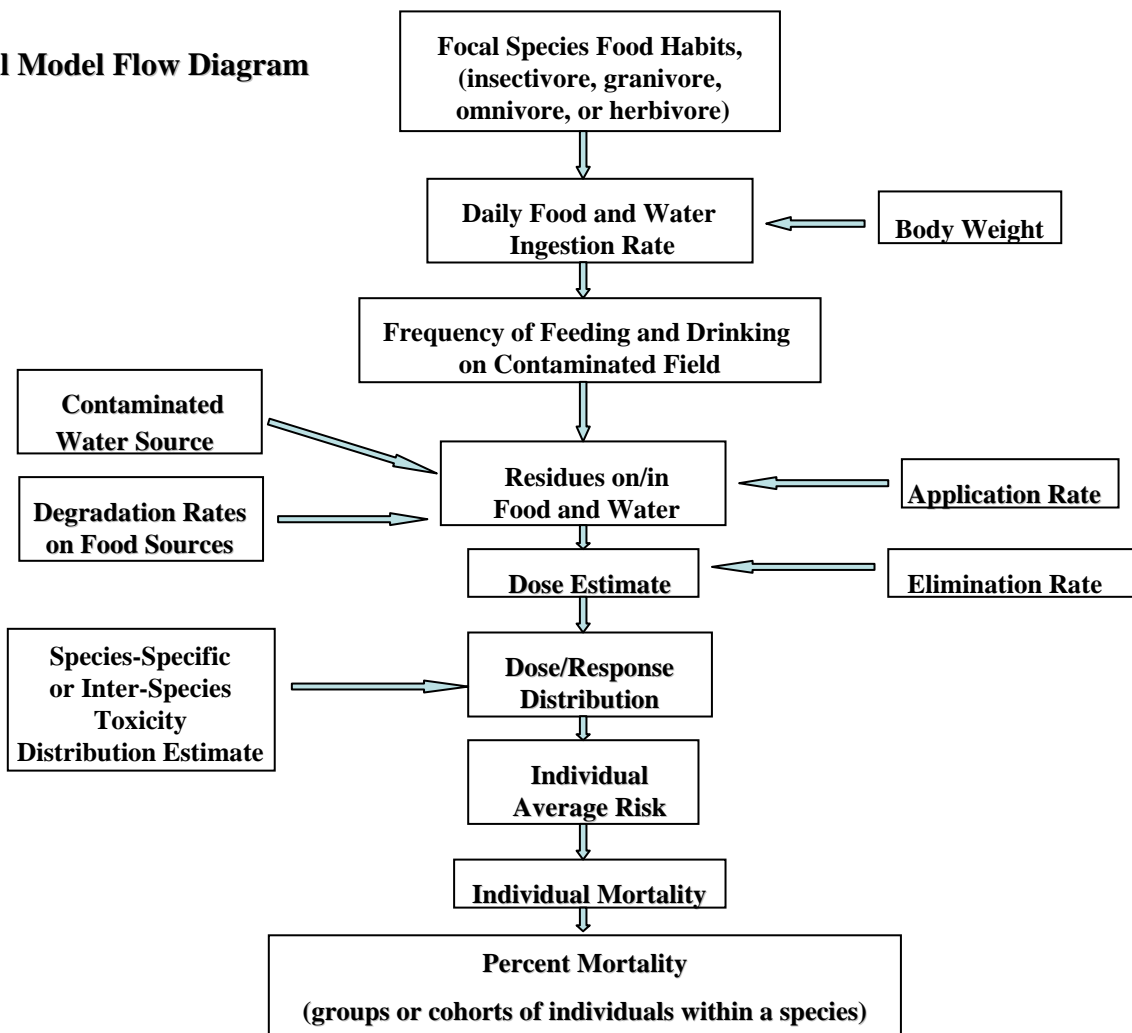 l Model Flow Diagram
Focal Species Food Habits,
(insectivore, granivore,
omnivore, or herbivore)
Daily Food and Water
Ingestion Rate
Body Weight
Frequency of Feeding and Drinking
on Contaminated Field
Contaminated
Water Source
Residues on/in
Food and Water
Application Rate
Degradation Rates
on Food Sources
Dose Estimate
Elimination Rate
Species-Specific
or Inter-Species
Toxicity
Distribution Estimate
Dose/Response
Distribution
Individual
Average Risk
Individual Mortality
Percent Mortality
(groups or cohorts of individuals within a species)